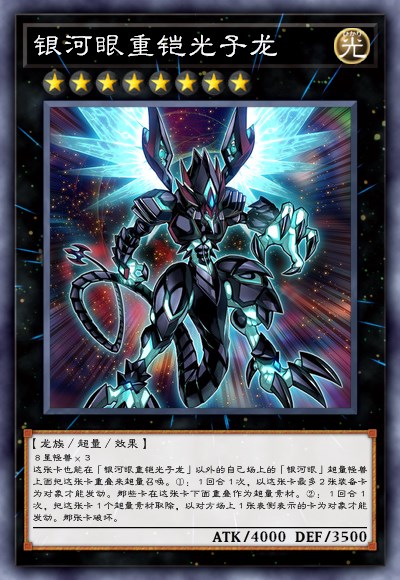 银河眼重铠光子龙
光
【龙族／超量／效果】
８星怪兽×３
这张卡也能在「银河眼重铠光子龙」以外的自己场上的「银河眼」超量怪兽
上面把这张卡重叠来超量召唤。①：１回合１次，以这张卡最多２张装备卡
为对象才能发动。那些卡在这张卡下面重叠作为超量素材。②：１回合１
次，把这张卡１个超量素材取除，以对方场上１张表侧表示的卡为对象才能
发动。那张卡破坏。
ATK/4000 DEF/3500